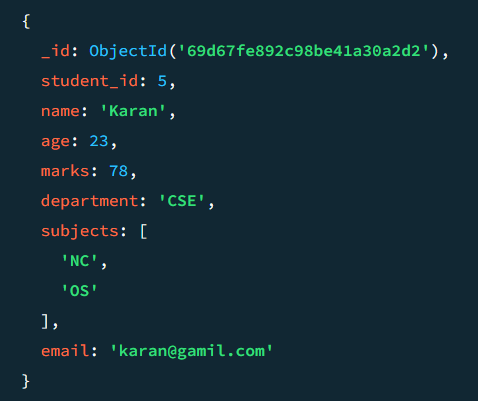 {
_id: ObjectId('69d67fe892c98be41a30a2d2'),
student_id: 5,
name: 'Karan',
age: 23,
marks: 78,
department: 'CSE',
subjects: [
'NC',
'OS'
],
email: 'karan@gamil.com'
}